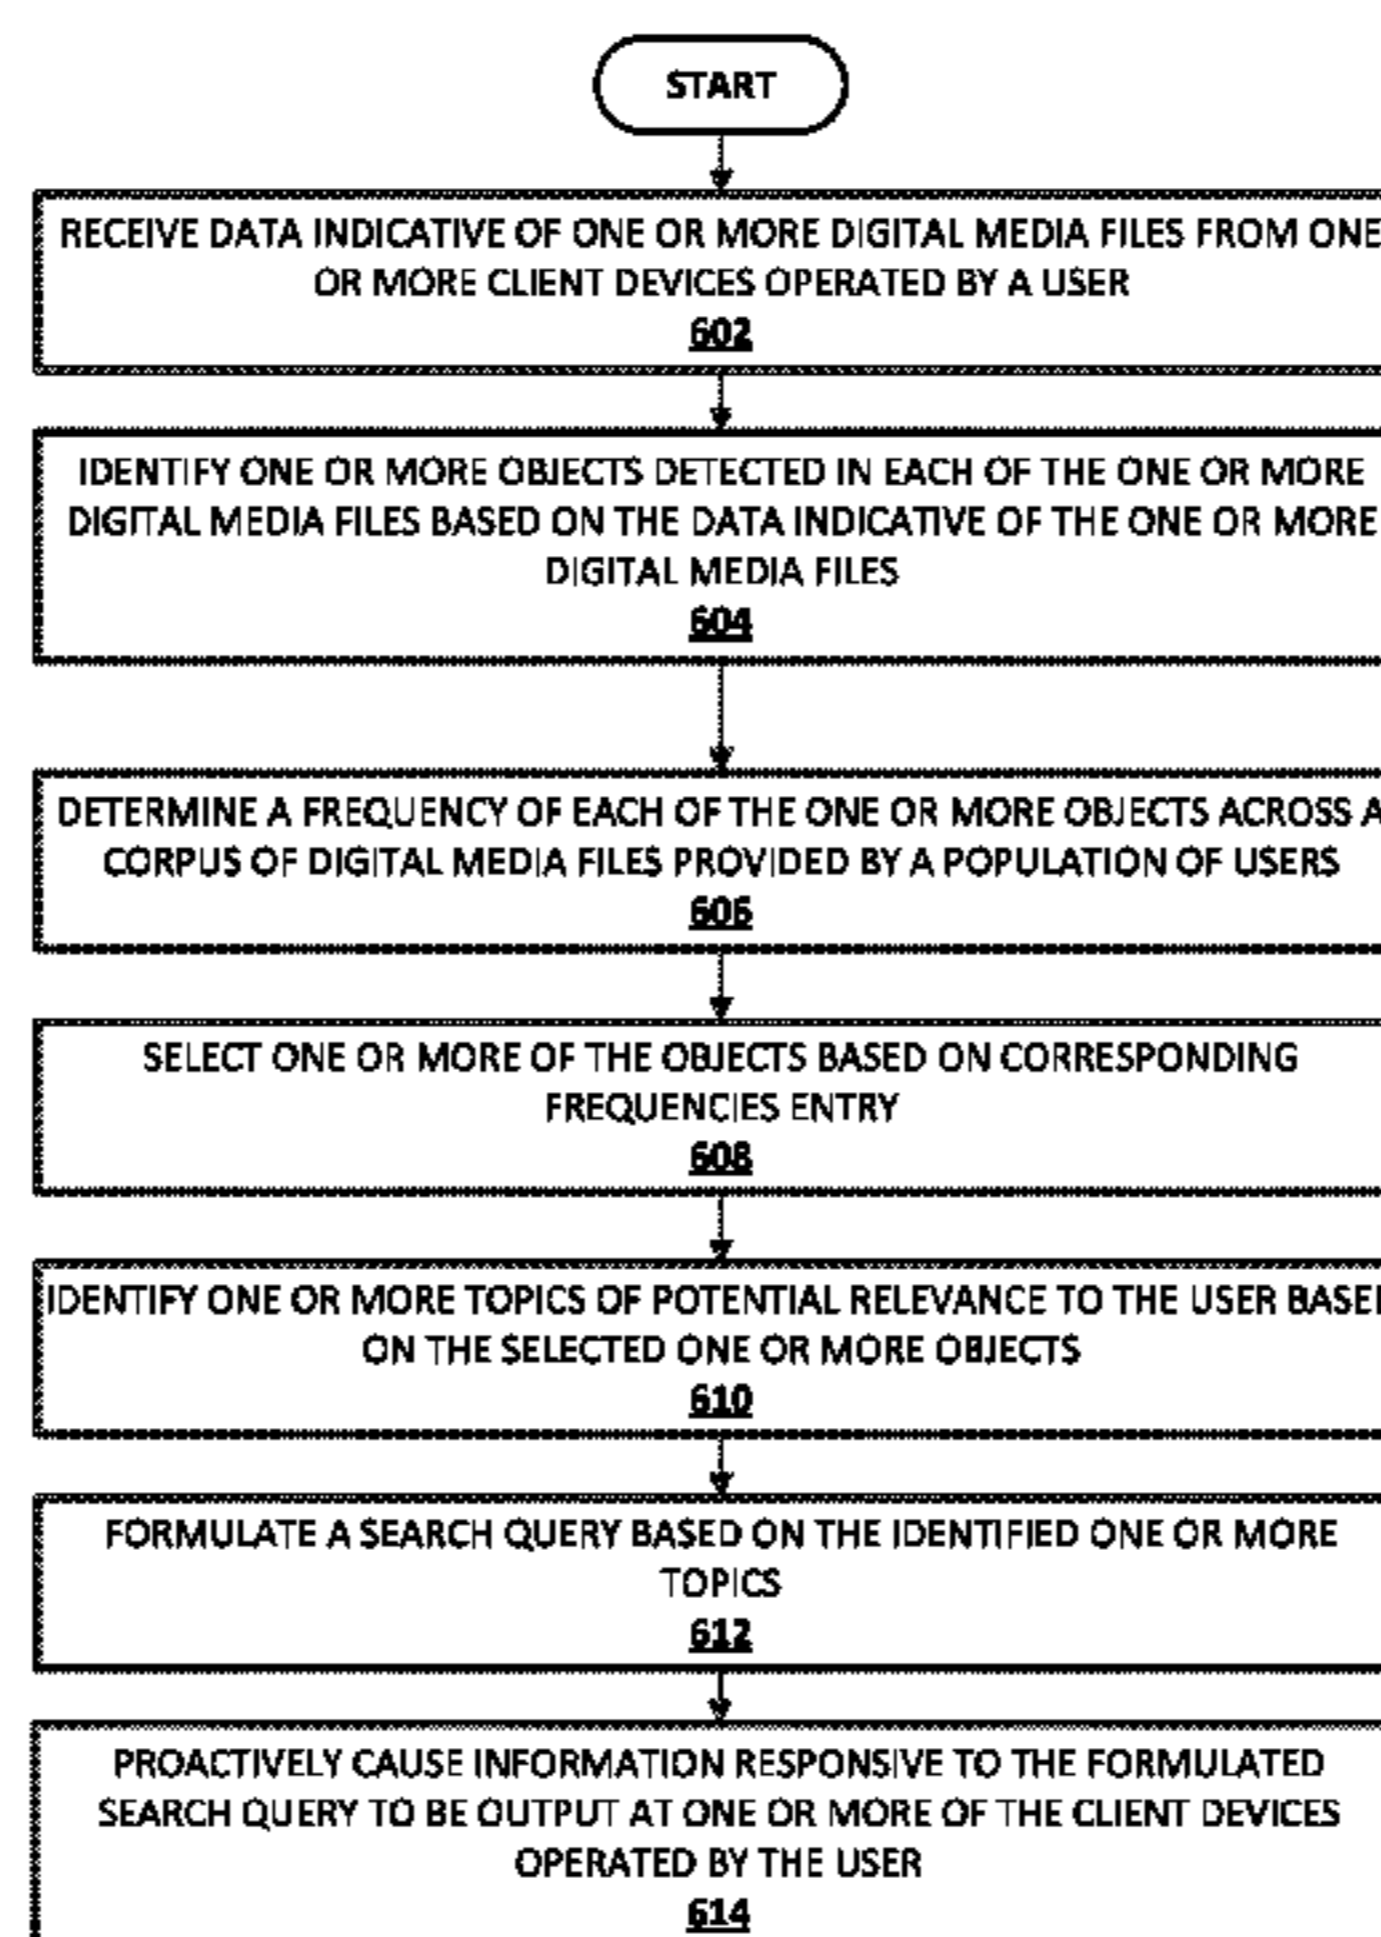 START
RECEIVE DATA INDICATIVE OF ONE OR MORE DIGITAL MEDIA FILES FROM ONE
OR MORE CLIENT DEVICES OPERATED BY A USER
602
IDENTIFY ONE OR MORE OBJECTS DETECTED IN EACH OF THE ONE OR MORE
DIGITAL MEDIA FILES BASED ON THE DATA INDICATIVE OF THE ONE OR MORE
DIGITAL MEDIA FILES
604
DETERMINE A FREQUENCY OF EACH OF THE ONE OR MORE OBJECTS ACROSS A
CORPUS OF DIGITAL MEDIA FILES PROVIDED BY A POPULATION OF USERS
606
SELECT ONE OR MORE OF THE OBJECTS BASED ON CORRESPONDING
FREQUENCIES ENTRY
608
IDENTIFY ONE OR MORE TOPICS OF POTENTIAL RELEVANCE TO THE USER BASED
ON THE SELECTED ONE OR MORE OBJECTS
610
FORMULATE A SEARCH QUERY BASED ON THE IDENTIFIED ONE OR MORE
TOPICS
612
PROACTIVELY CAUSE INFORMATION RESPONSIVE TO THE FORMULATED
SEARCH QUERY TO BE OUTPUT AT ONE OR MORE OF THE CLIENT DEVICES
OPERATED BY THE USER
614